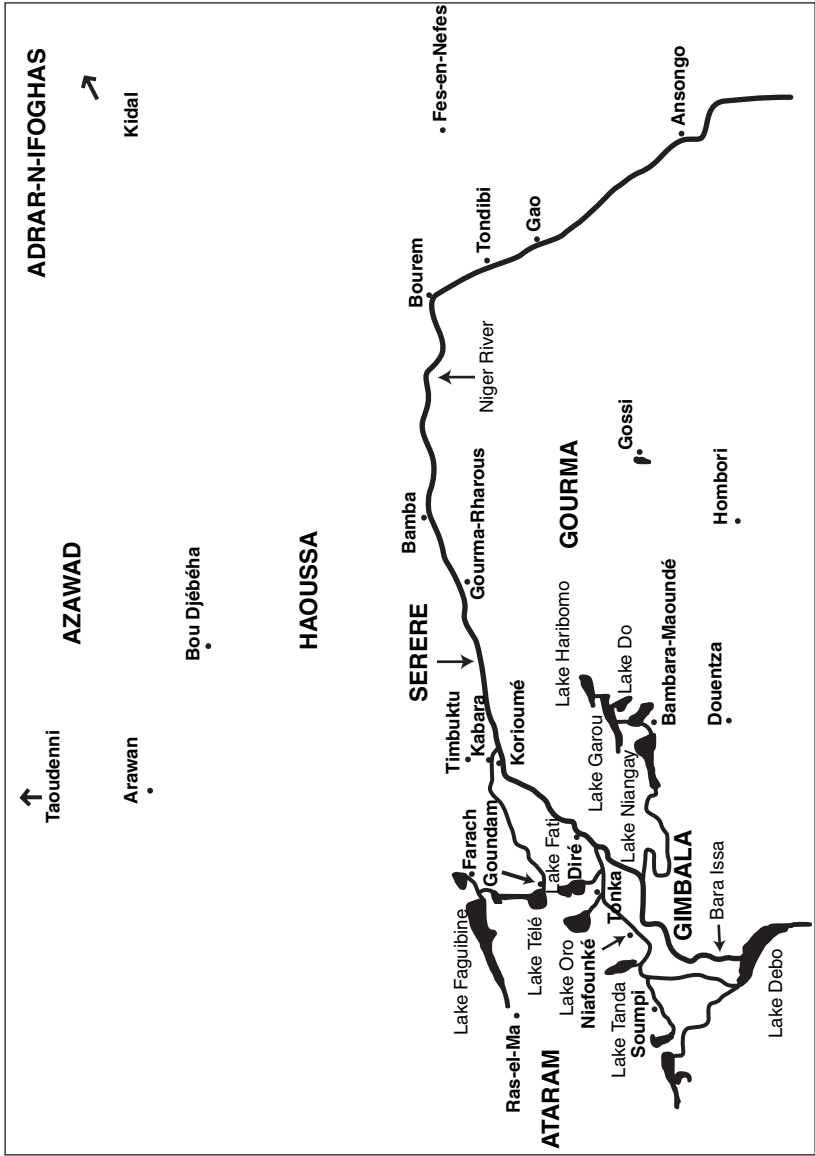 Taoudenni
AZAWAD
ADRAR-N-IFOGHAS
Arawan
Kidal
Bou Djébéha
HAOUSSA
SERERE
Bamba
Bourem
Fes-en-Nefes
Timbuktu
Kabara
Korioumé
Gourma-Rharous
Niger River
Tondibi
Gao
Ansongo
Farach
Goundam
Lake Faguibine
Ras-el-Ma
Lake Télé
Lake Fati
Diré
ATARAM
Lake Oro
Niafounké
Tonka
Lake Tanda
Soumpi
Lake Haribomo
Lake Garou
Lake Do
Lake Niangay
GOURMA
Gossi
Bambara-Maoundé
Hombori
Douentza
GIMBALA
Bara Issa
Lake Debo